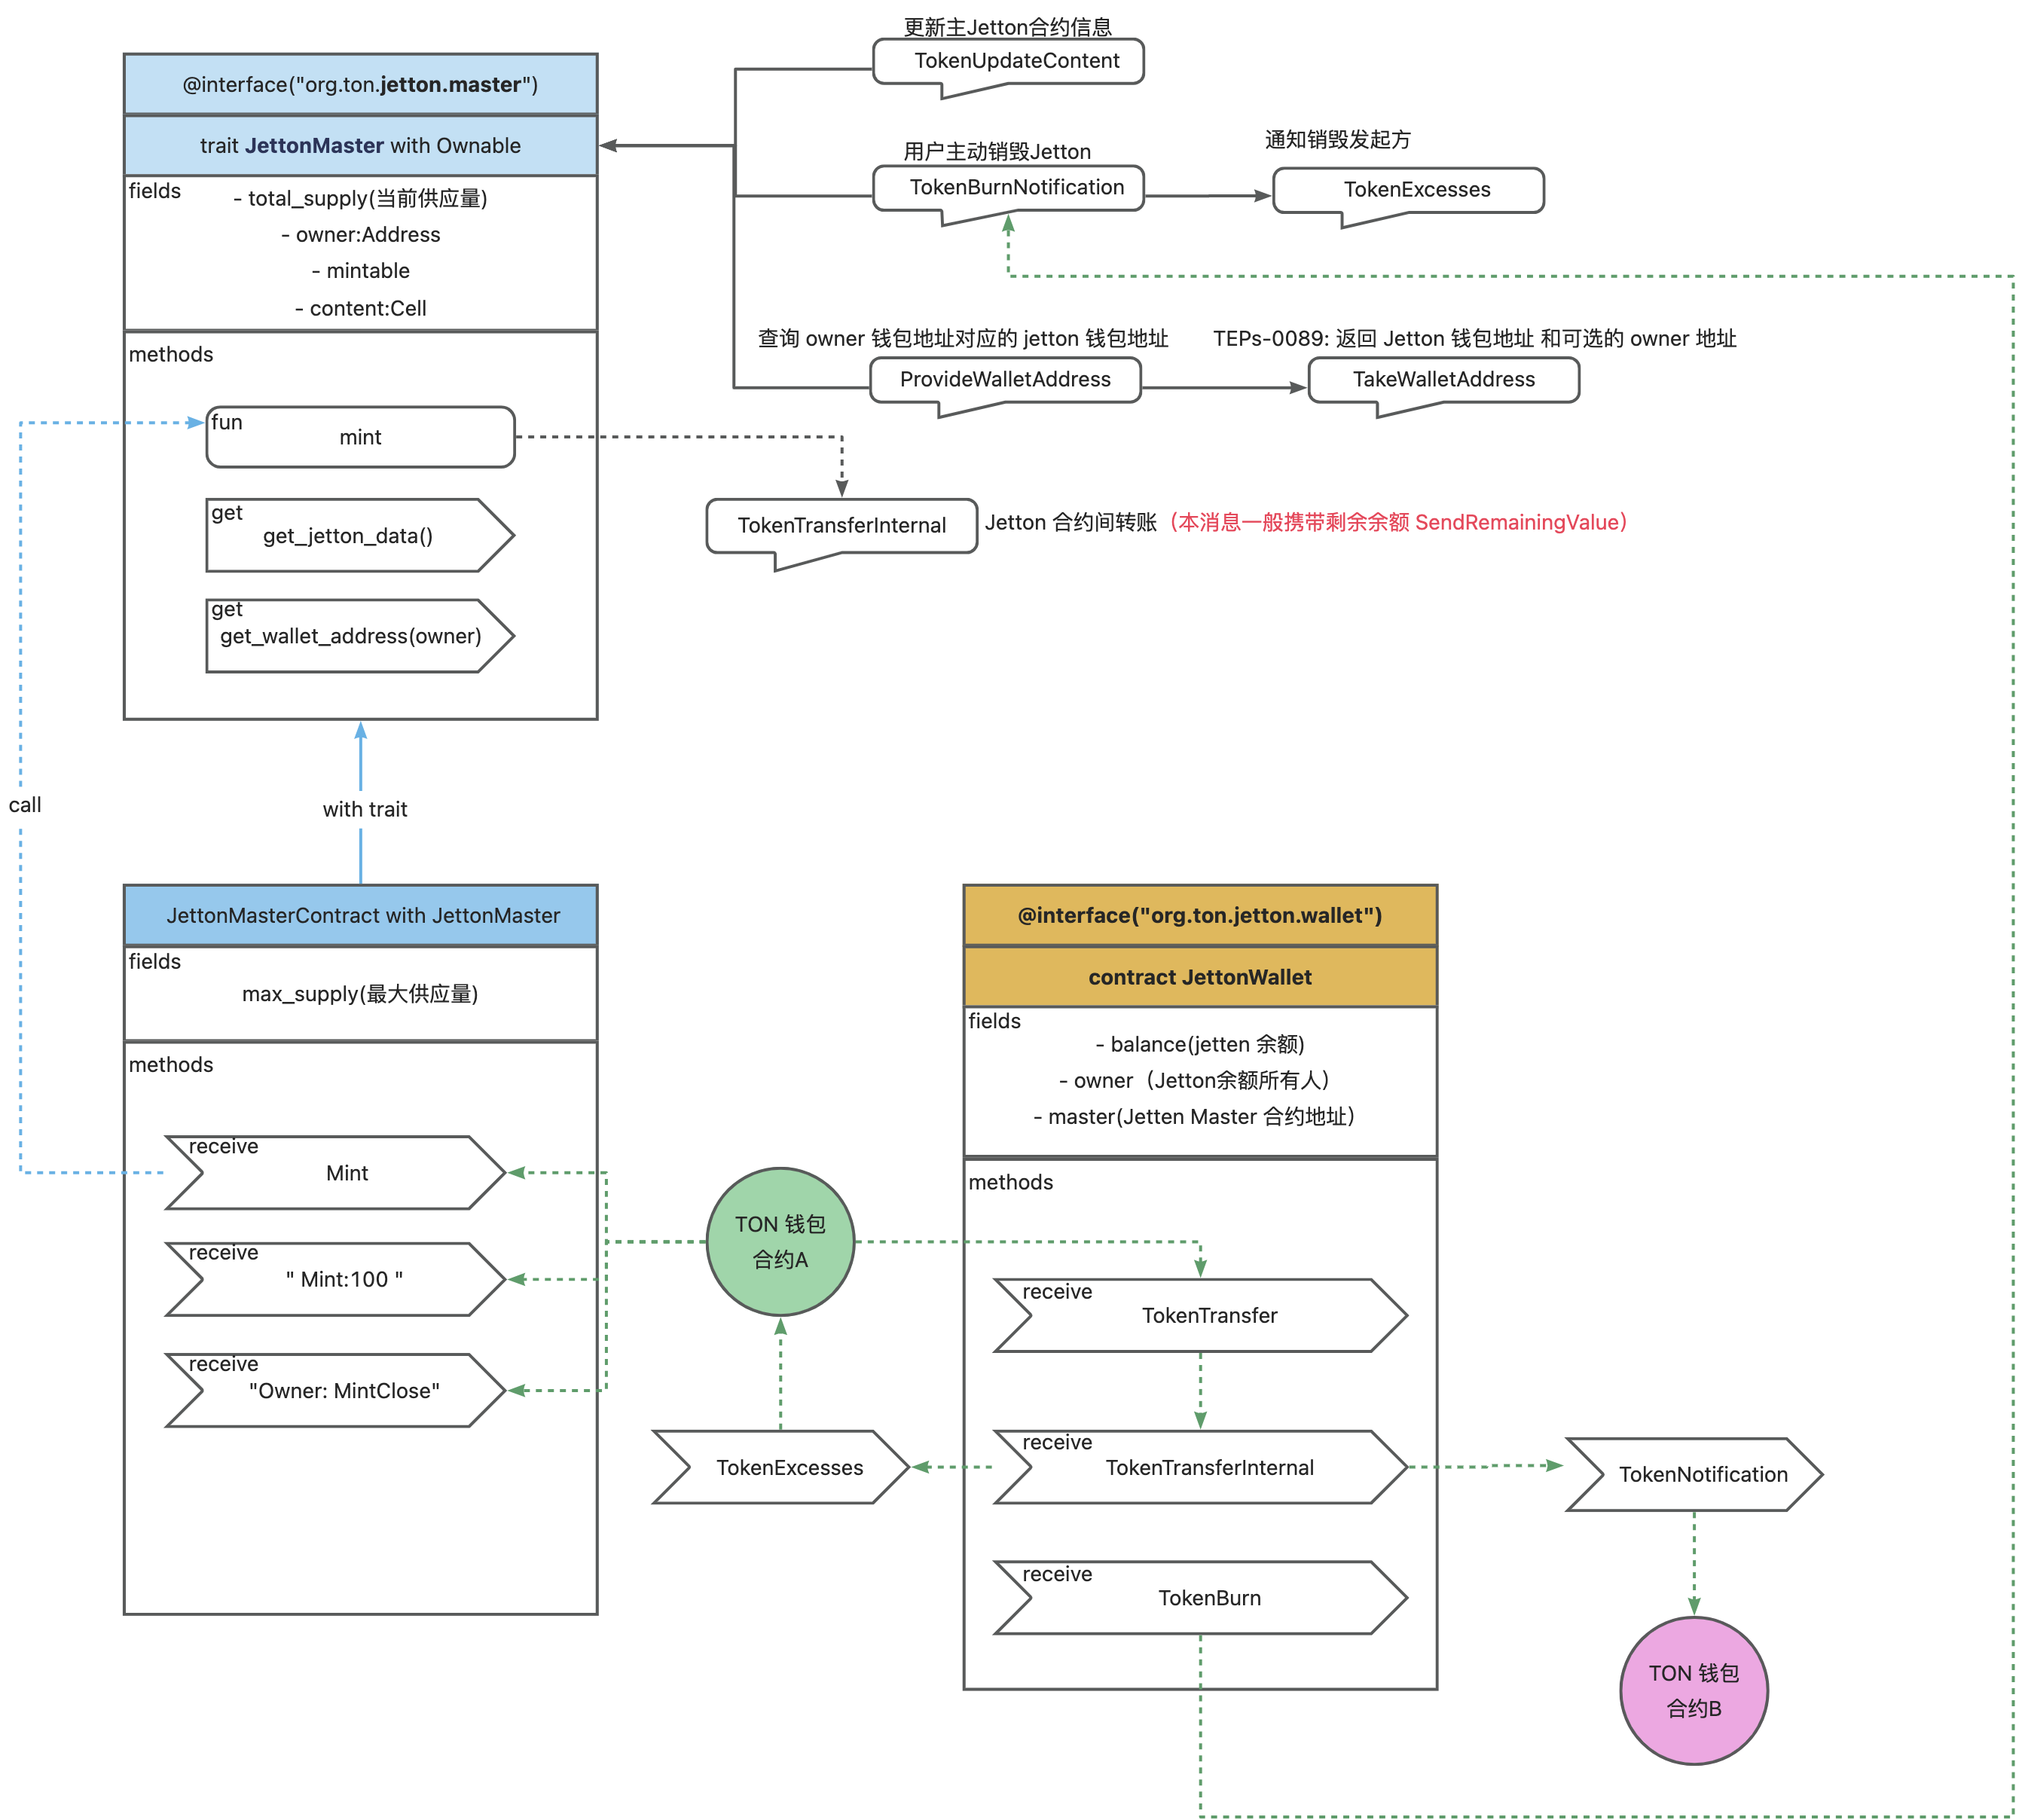 更新主Jetton合约信息
TokenUpdateContent
@interface("org.ton.jetton.master")
trait JettonMaster with Ownable
用户主动销毁Jetton
TokenBurnNotification
通知销毁发起方
TokenExcesses
fields
- total_supply(当前供应量)
- owner:Address
- mintable
- content:Cell
查询 owner 钱包地址对应的 jetton 钱包地址
ProvideWalletAddress
TEPs-0089: 返回 Jetton 钱包地址 和可选的 owner 地址
TakeWalletAddress
methods
fun
mint
get
get_jetton_data()
TokenTransferInternal
Jetton 合约间转账（本消息一般携带剩余余额 SendRemainingValue）
get
get_wallet_address(owner)
call
with trait
JettonMasterContract with JettonMaster
fields
max_supply(最大供应量)
methods
receive
Mint
receive
" Mint:100 "
receive
"Owner: MintClose"
TON 钱包
合约A
TokenExcesses
@interface("org.ton.jetton.wallet")
contract JettonWallet
fields
- balance(jetten 余额)
- owner（Jetton余额所有人）
- master(Jetten Master 合约地址）
methods
receive
TokenTransfer
receive
TokenTransferInternal
receive
TokenBurn
TokenNotification
TON 钱包
合约B